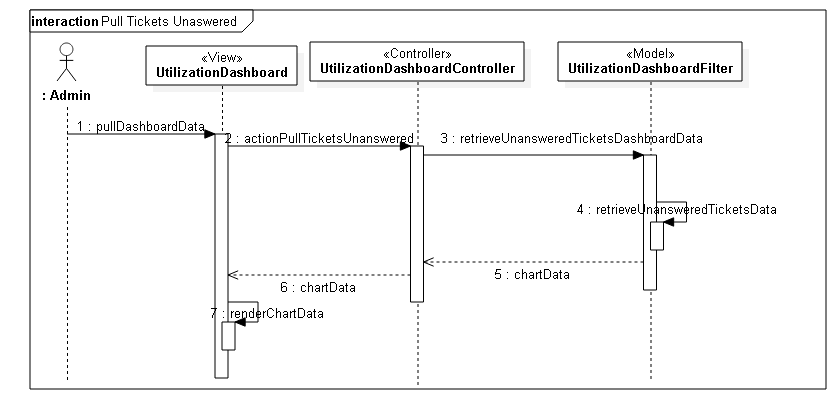 interaction Pull Tickets Unaswered
«View»
UtilizationDashboard
«Controller»
UtilizationDashboardController
«Model»
UtilizationDashboardFilter
: Admin
1 : pullDashboardData
2 : actionPullTicketsUnanswered
3 : retrieveUnansweredTicketsDashboardData
4 : retrieveUnansweredTicketsData
5 : chartData
6 : chartData
7 : renderChartData